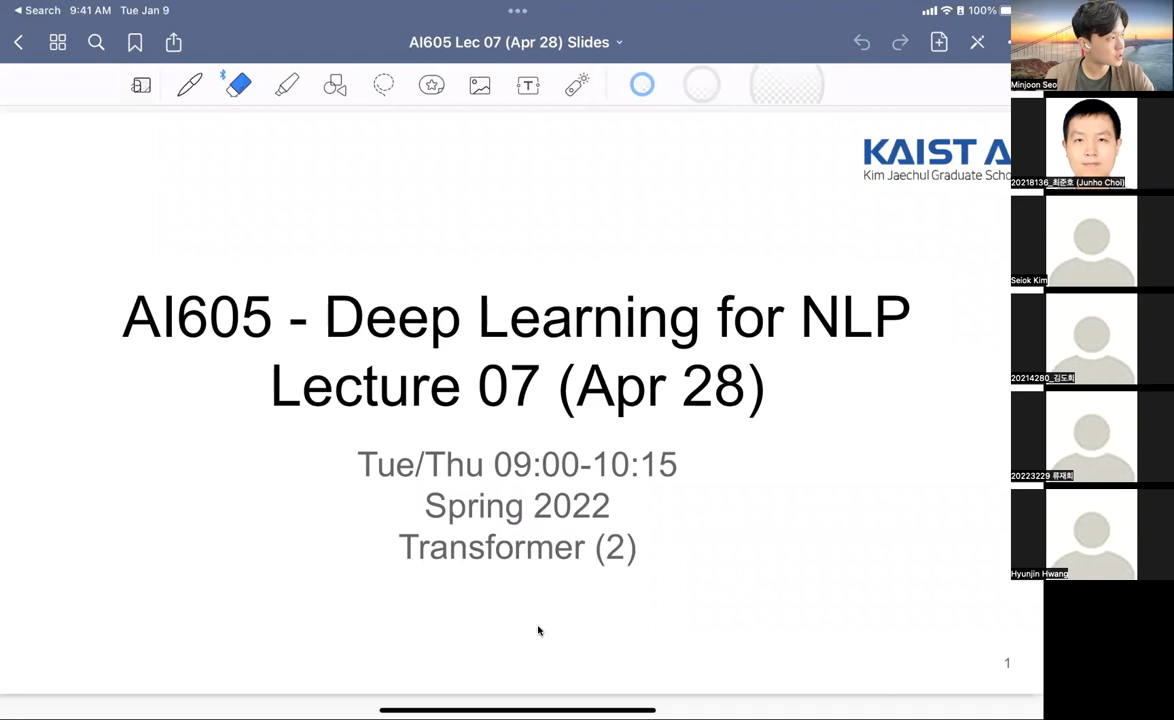 Search 9:41 AM Tue Jan 9
100%
AI605 Lec 07 (Apr 28) Slides
KAIST A
Kim Jaechul Graduate Scho
AI605 - Deep Learning for NLP
Lecture 07 (Apr 28)
Tue/Thu 09:00-10:15
Spring 2022
Transformer (2)
1
Minjoon Seo
20218136_최준호 (Junho Choi)
Seiok Kim
20214280_김도희
20223229 류재희
Hyunjin Hwang